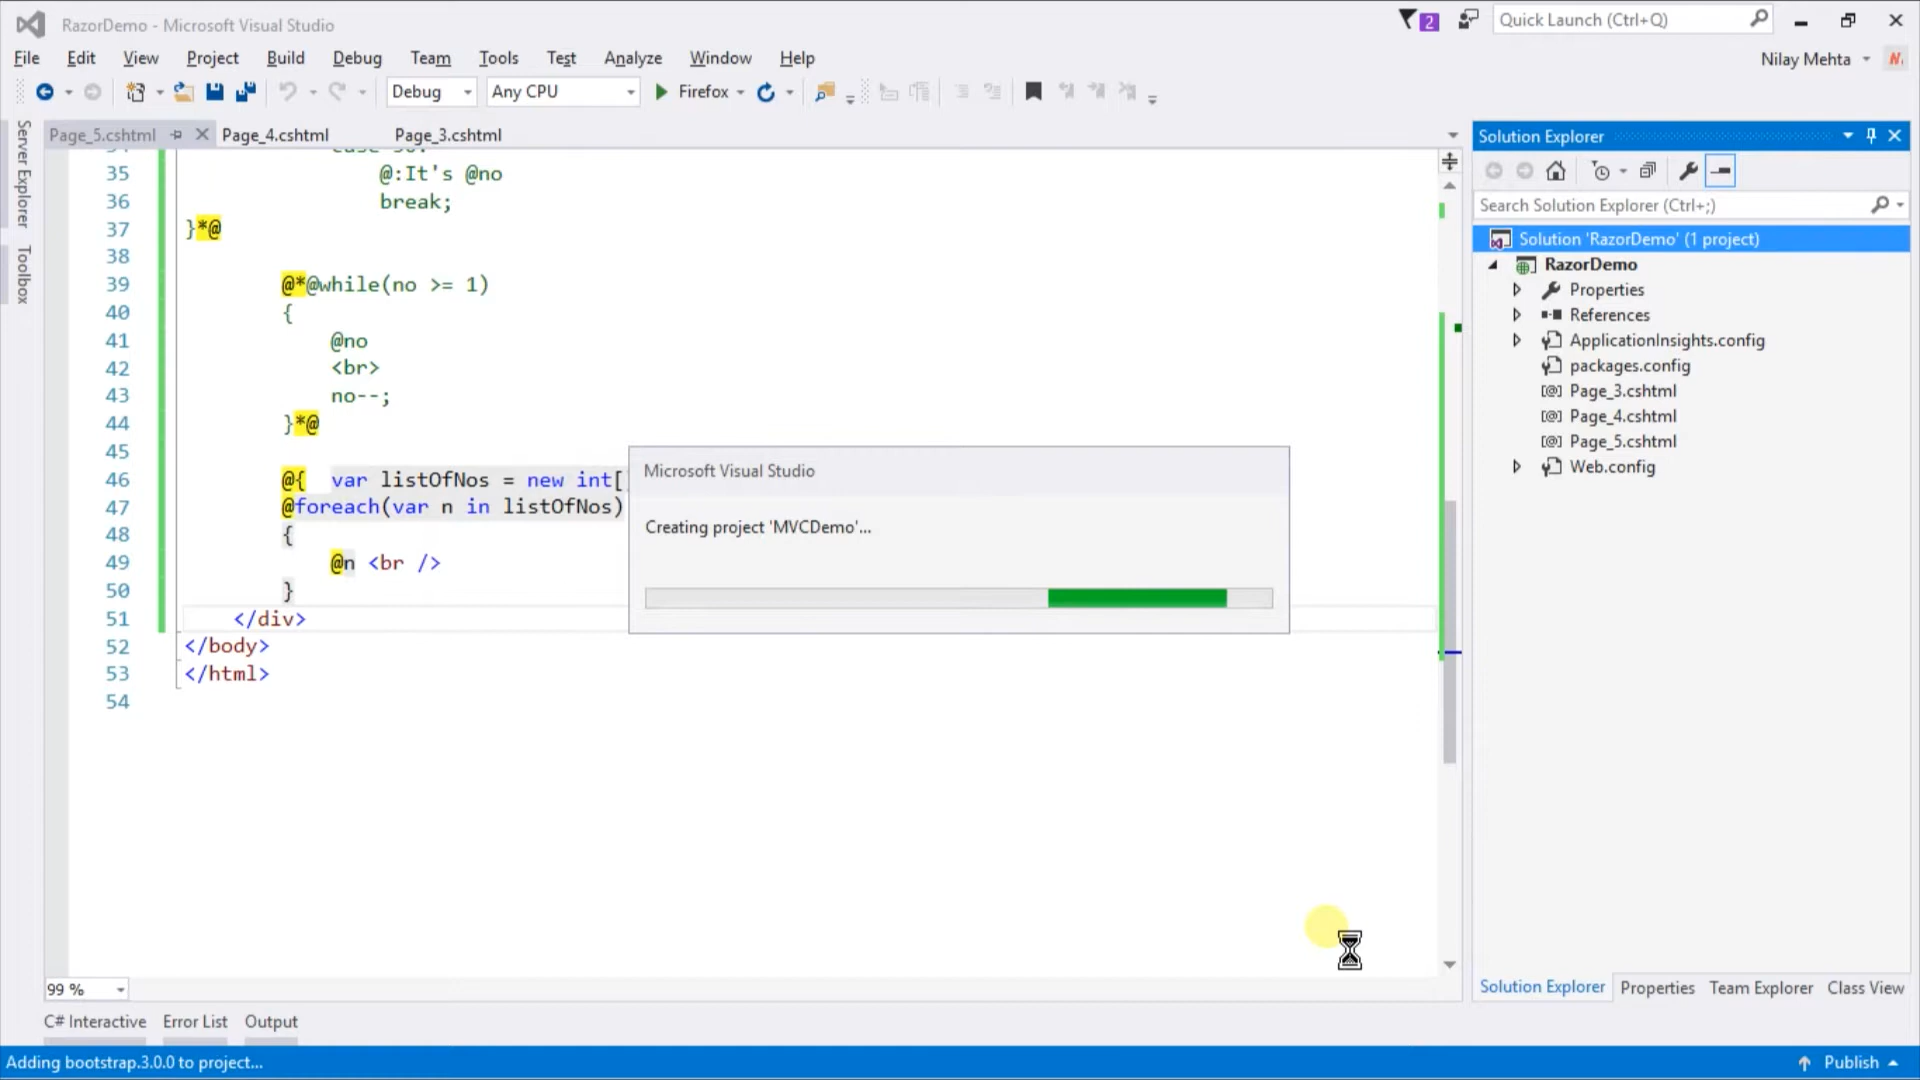 RazorDemo - Microsoft Visual Studio
2
Quick Launch (Ctrl+Q)
File Edit View Project Build Debug Team Tools Test Analyze Window Help
Nilay Mehta
Debug
Any CPU
Firefox
Server Explorer
Toolbox
Page_5.cshtml
Page_4.cshtml
Page_3.cshtml
35 @:It's @no
36 break;
37 }*@
38
39 @*@while(no >= 1)
40 {
41 @no
42 <br>
43 no--;
44 }*@
45
46 @{ var listOfNos = new int[
47 @foreach(var n in listOfNos)
48 {
49 @n <br />
50 }
51 </div>
52 </body>
53 </html>
54
Microsoft Visual Studio
Creating project 'MVCDemo'...
Solution Explorer
Search Solution Explorer (Ctrl+;)
Solution 'RazorDemo' (1 project)
RazorDemo
Properties
References
ApplicationInsights.config
packages.config
Page_3.cshtml
Page_4.cshtml
Page_5.cshtml
Web.config
99 %
Solution Explorer Properties Team Explorer Class View
C# Interactive Error List Output
Adding bootstrap.3.0.0 to project...
Publish